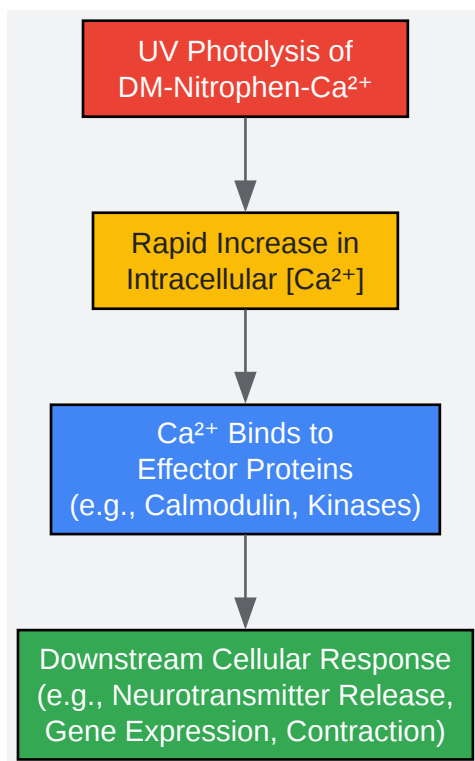 UV Photolysis of
DM-Nitrophen-Ca²⁺
Rapid Increase in
Intracellular [Ca²⁺]
Ca²⁺ Binds to
Effector Proteins
(e.g., Calmodulin, Kinases)
Downstream Cellular Response
(e.g., Neurotransmitter Release,
Gene Expression, Contraction)